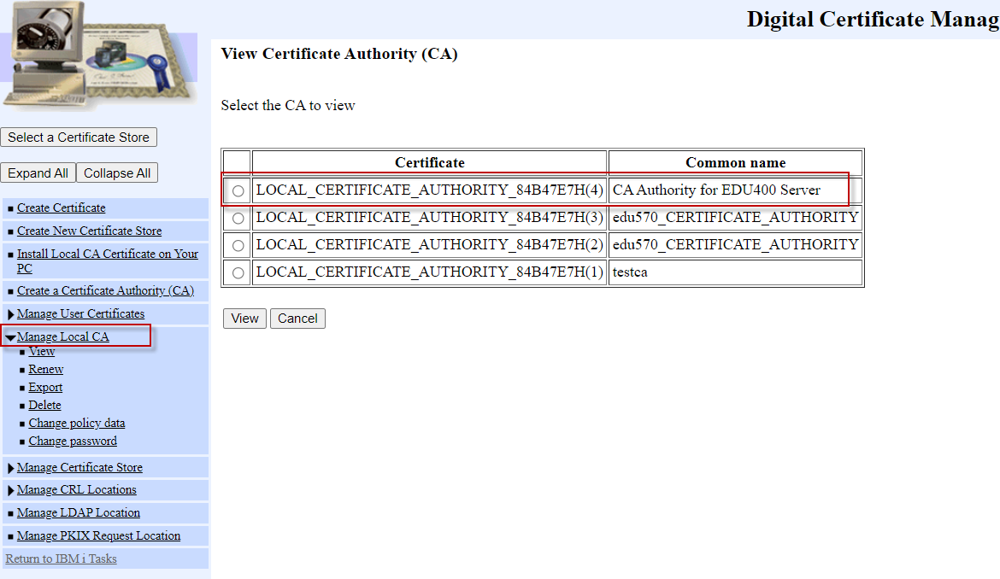 Digital Certificate Manag
View Certificate Authority (CA)
Select the CA to view
Select a Certificate Store
Expand All Collapse All
Create Certificate
Create New Certificate Store
Install Local CA Certificate on Your
PC
Create a Certificate Authority (CA)
Manage User Certificates
Manage Local CA
View
Renew
Export
Delete
Change policy data
Change password
Manage Certificate Store
Manage CRL Locations
Manage LDAP Location
Manage PKIX Request Location
Return to IBM i Tasks
Certificate Common name
LOCAL_CERTIFICATE_AUTHORITY_84B47E7H(4) CA Authority for EDU400 Server
LOCAL_CERTIFICATE_AUTHORITY_84B47E7H(3) edu570_CERTIFICATE_AUTHORITY
LOCAL_CERTIFICATE_AUTHORITY_84B47E7H(2) edu570_CERTIFICATE_AUTHORITY
LOCAL_CERTIFICATE_AUTHORITY_84B47E7H(1) testca
View Cancel